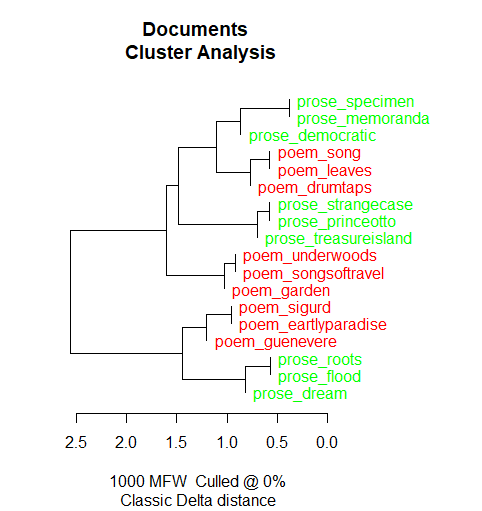 Documents
Cluster Analysis
prose_specimen
prose_memoranda
prose_democratic
poem_song
poem_leaves
poem_drumtaps
prose_strangecase
prose_princeotto
prose_treasureisland
poem_underwoods
poem_songsoftravel
poem_garden
poem_sigurd
poem_eartlyparadise
poem_guenevere
prose_roots
prose_flood
prose_dream
2.5 2.0 1.5 1.0 0.5 0.0
1000 MFW Culled @ 0%
Classic Delta distance